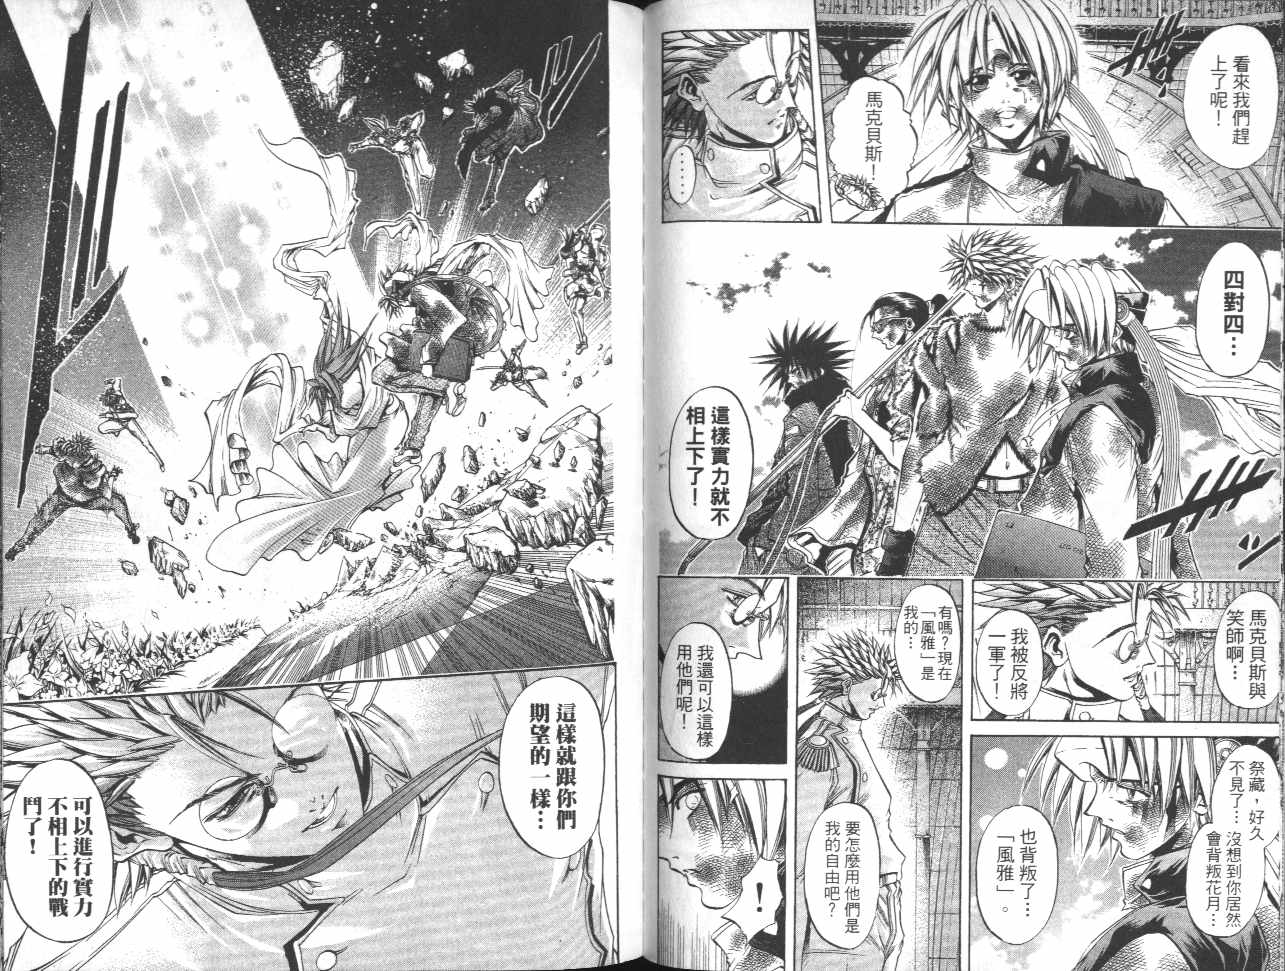 看來我們趕
上了呢！
馬克貝斯！
……
四對四…
這樣實力就不
相上下了！
馬克貝斯與
笑師啊…
我被反將
一軍了！
祭藏，好久
不見了…沒想到你居然
會背叛花月…
也背叛了…
「風雅」。
有嗎？現在
「風雅」是
我的…
要怎麼用他們是
我的自由吧？
我還可以這樣
用他們呢！
！
這樣就跟你們
期望的一樣…
可以進行實力
不相上下的戰
鬥了！